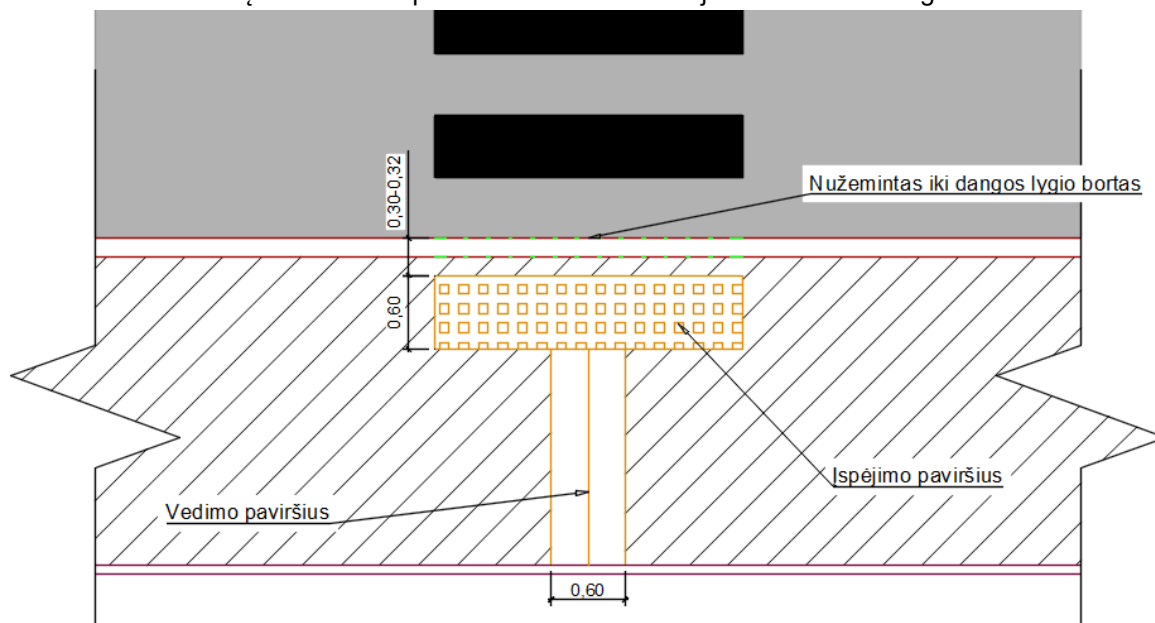 0,30-0,32
Nužemintas iki dangos lygio bortas
0,60
Įspėjimo paviršius
Vedimo paviršius
0,60